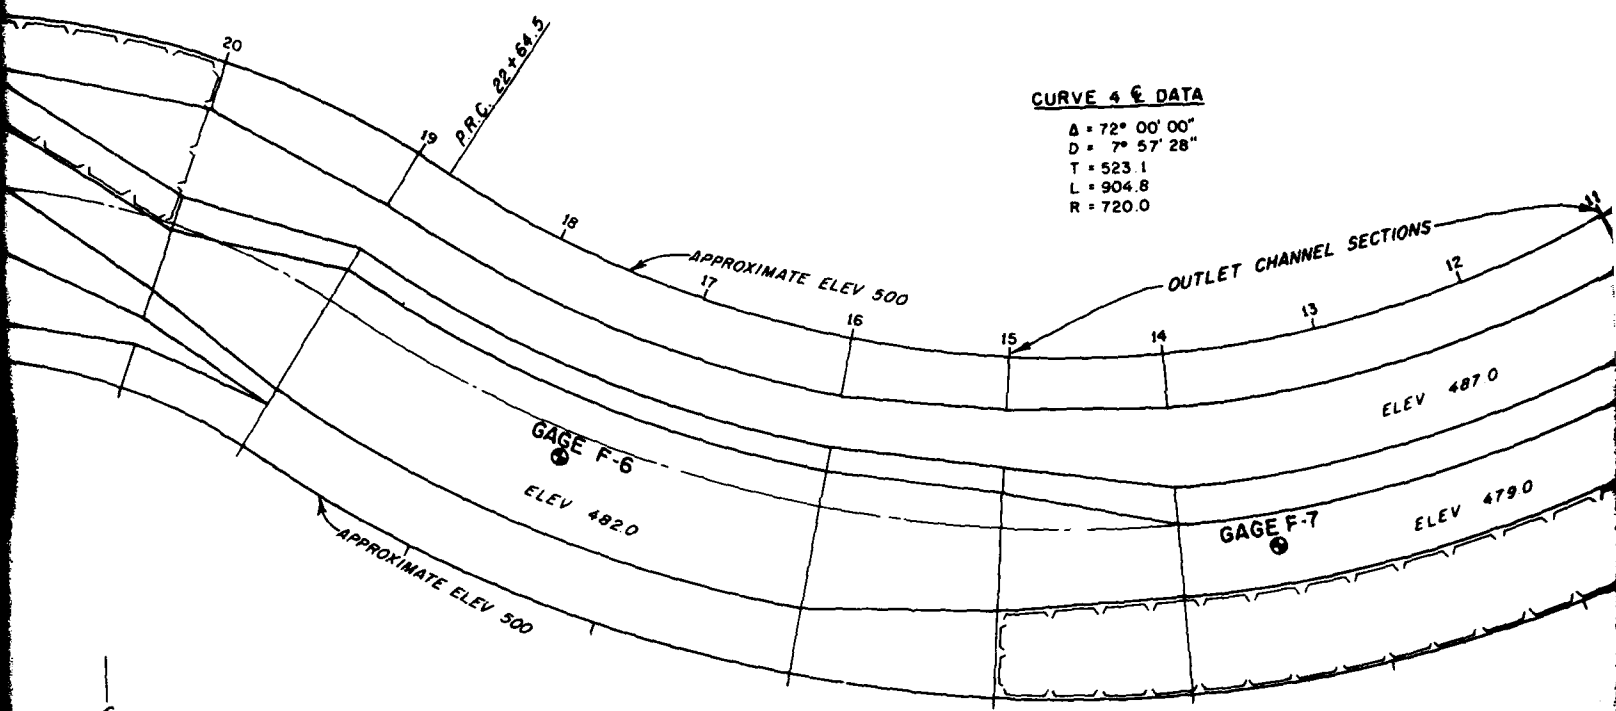 20
19
P.R.C. 22+64.5
CURVE 4 ℄ DATA
Δ = 72° 00' 00"
D = 7° 57' 28"
T = 523.1
L = 904.8
R = 720.0
18
APPROXIMATE ELEV 500
17
16
15
14
13
12
11
OUTLET CHANNEL SECTIONS
ELEV 487.0
GAGE F-6
ELEV 482.0
GAGE F-7
ELEV 479.0
APPROXIMATE ELEV 500